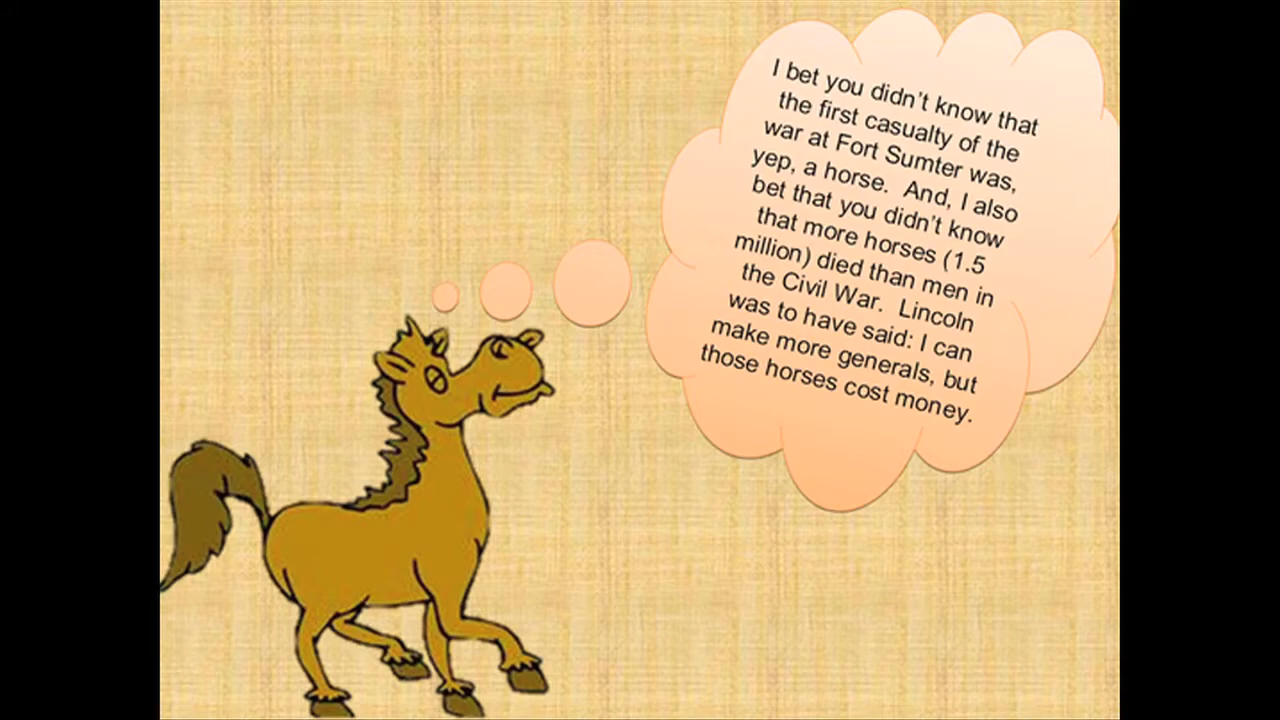 I bet you didn't know that
the first casualty of the
war at Fort Sumter was,
yep, a horse.  And, I also
bet that you didn't know
that more horses (1.5
million) died than men in
the Civil War.  Lincoln
was to have said: I can
make more generals, but
those horses cost money.